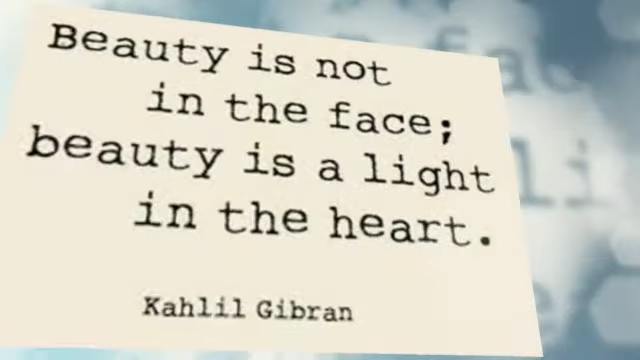 Beauty is not
in the face;
beauty is a light
in the heart.
Kahlil Gibran